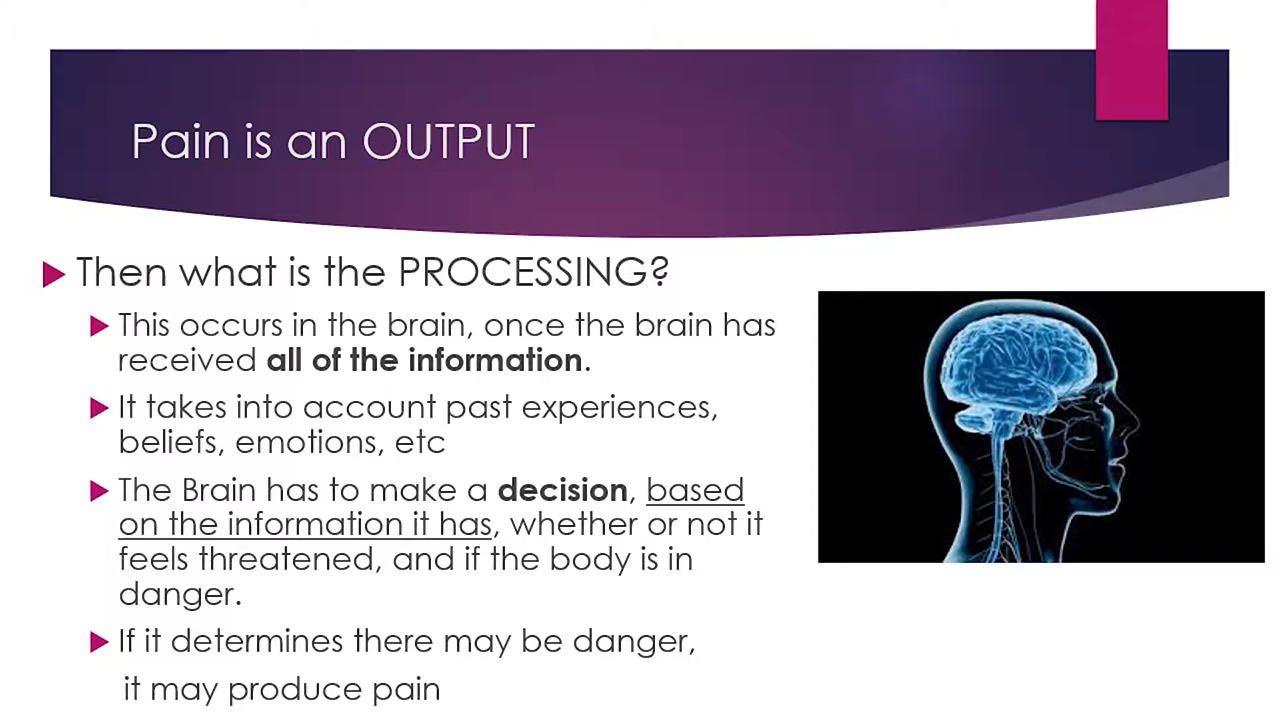 Pain is an OUTPUT
Then what is the PROCESSING?
This occurs in the brain, once the brain has
received all of the information.
It takes into account past experiences,
beliefs, emotions, etc
The Brain has to make a decision, based
on the information it has, whether or not it
feels threatened, and if the body is in
danger.
If it determines there may be danger,
it may produce pain